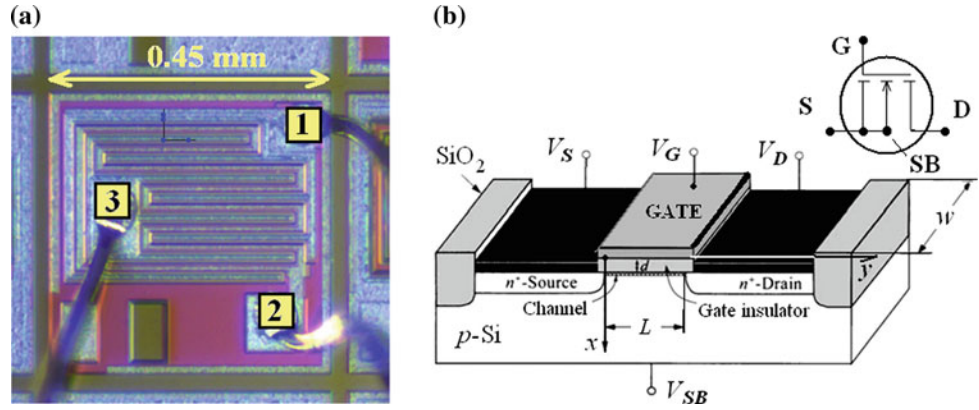 (a)
0.45 mm
1
3
2
(b)
G
S
D
SB
SiO2
VS
VG
VD
GATE
W
d
y
n+-Source
n+-Drain
Channel
Gate insulator
p-Si
L
x
VSB